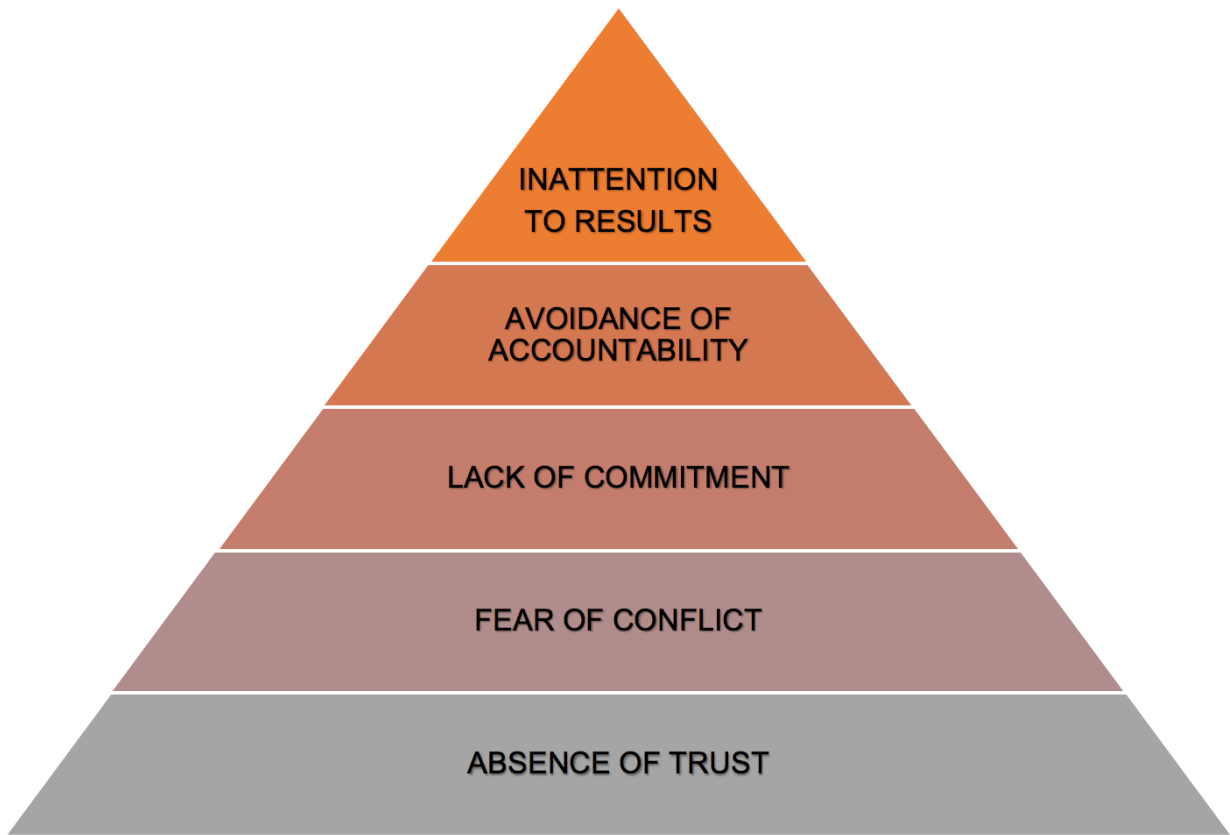 INATTENTION
TO RESULTS
AVOIDANCE OF
ACCOUNTABILITY
LACK OF COMMITMENT
FEAR OF CONFLICT
ABSENCE OF TRUST